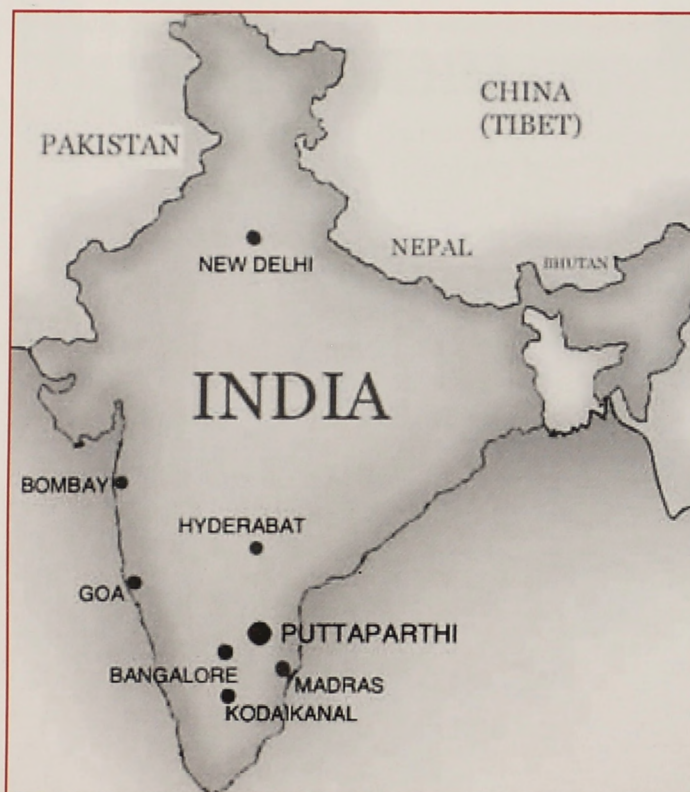 PAKISTAN
CHINA
(TIBET)
NEW DELHI
NEPAL
BHUTAN
INDIA
BOMBAY
HYDERABAT
GOA
PUTTAPARTHI
BANGALORE
MADRAS
KODAIKANAL